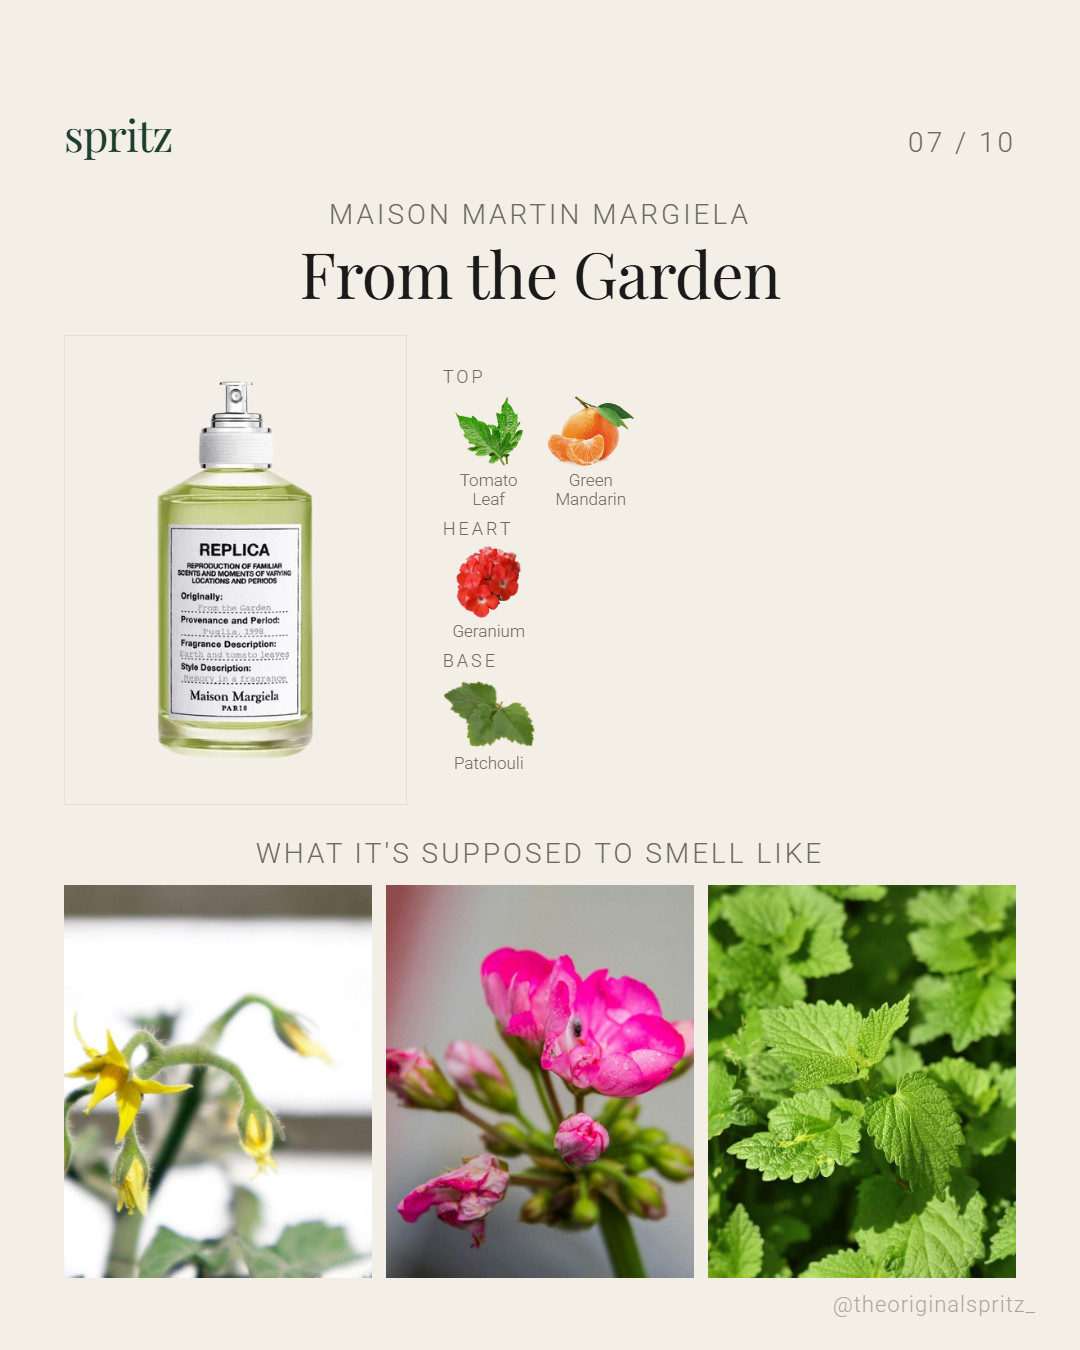 spritz
07 / 10
MAISON MARTIN MARGIELA
From the Garden
REPLICA
REPRODUCTION OF FAMILIAR
SCENTS AND MOMENTS OF VARYING
LOCATIONS AND PERIODS
Originally:
From the Garden
Provenance and Period:
Puglia, 1998
Fragrance Description:
Earth and tomato leaves
Style Description:
Memory in a fragrance
Maison Margiela
PARIS
TOP
Tomato
Leaf
Green
Mandarin
HEART
Geranium
BASE
Patchouli
WHAT IT'S SUPPOSED TO SMELL LIKE
@theoriginalspritz_